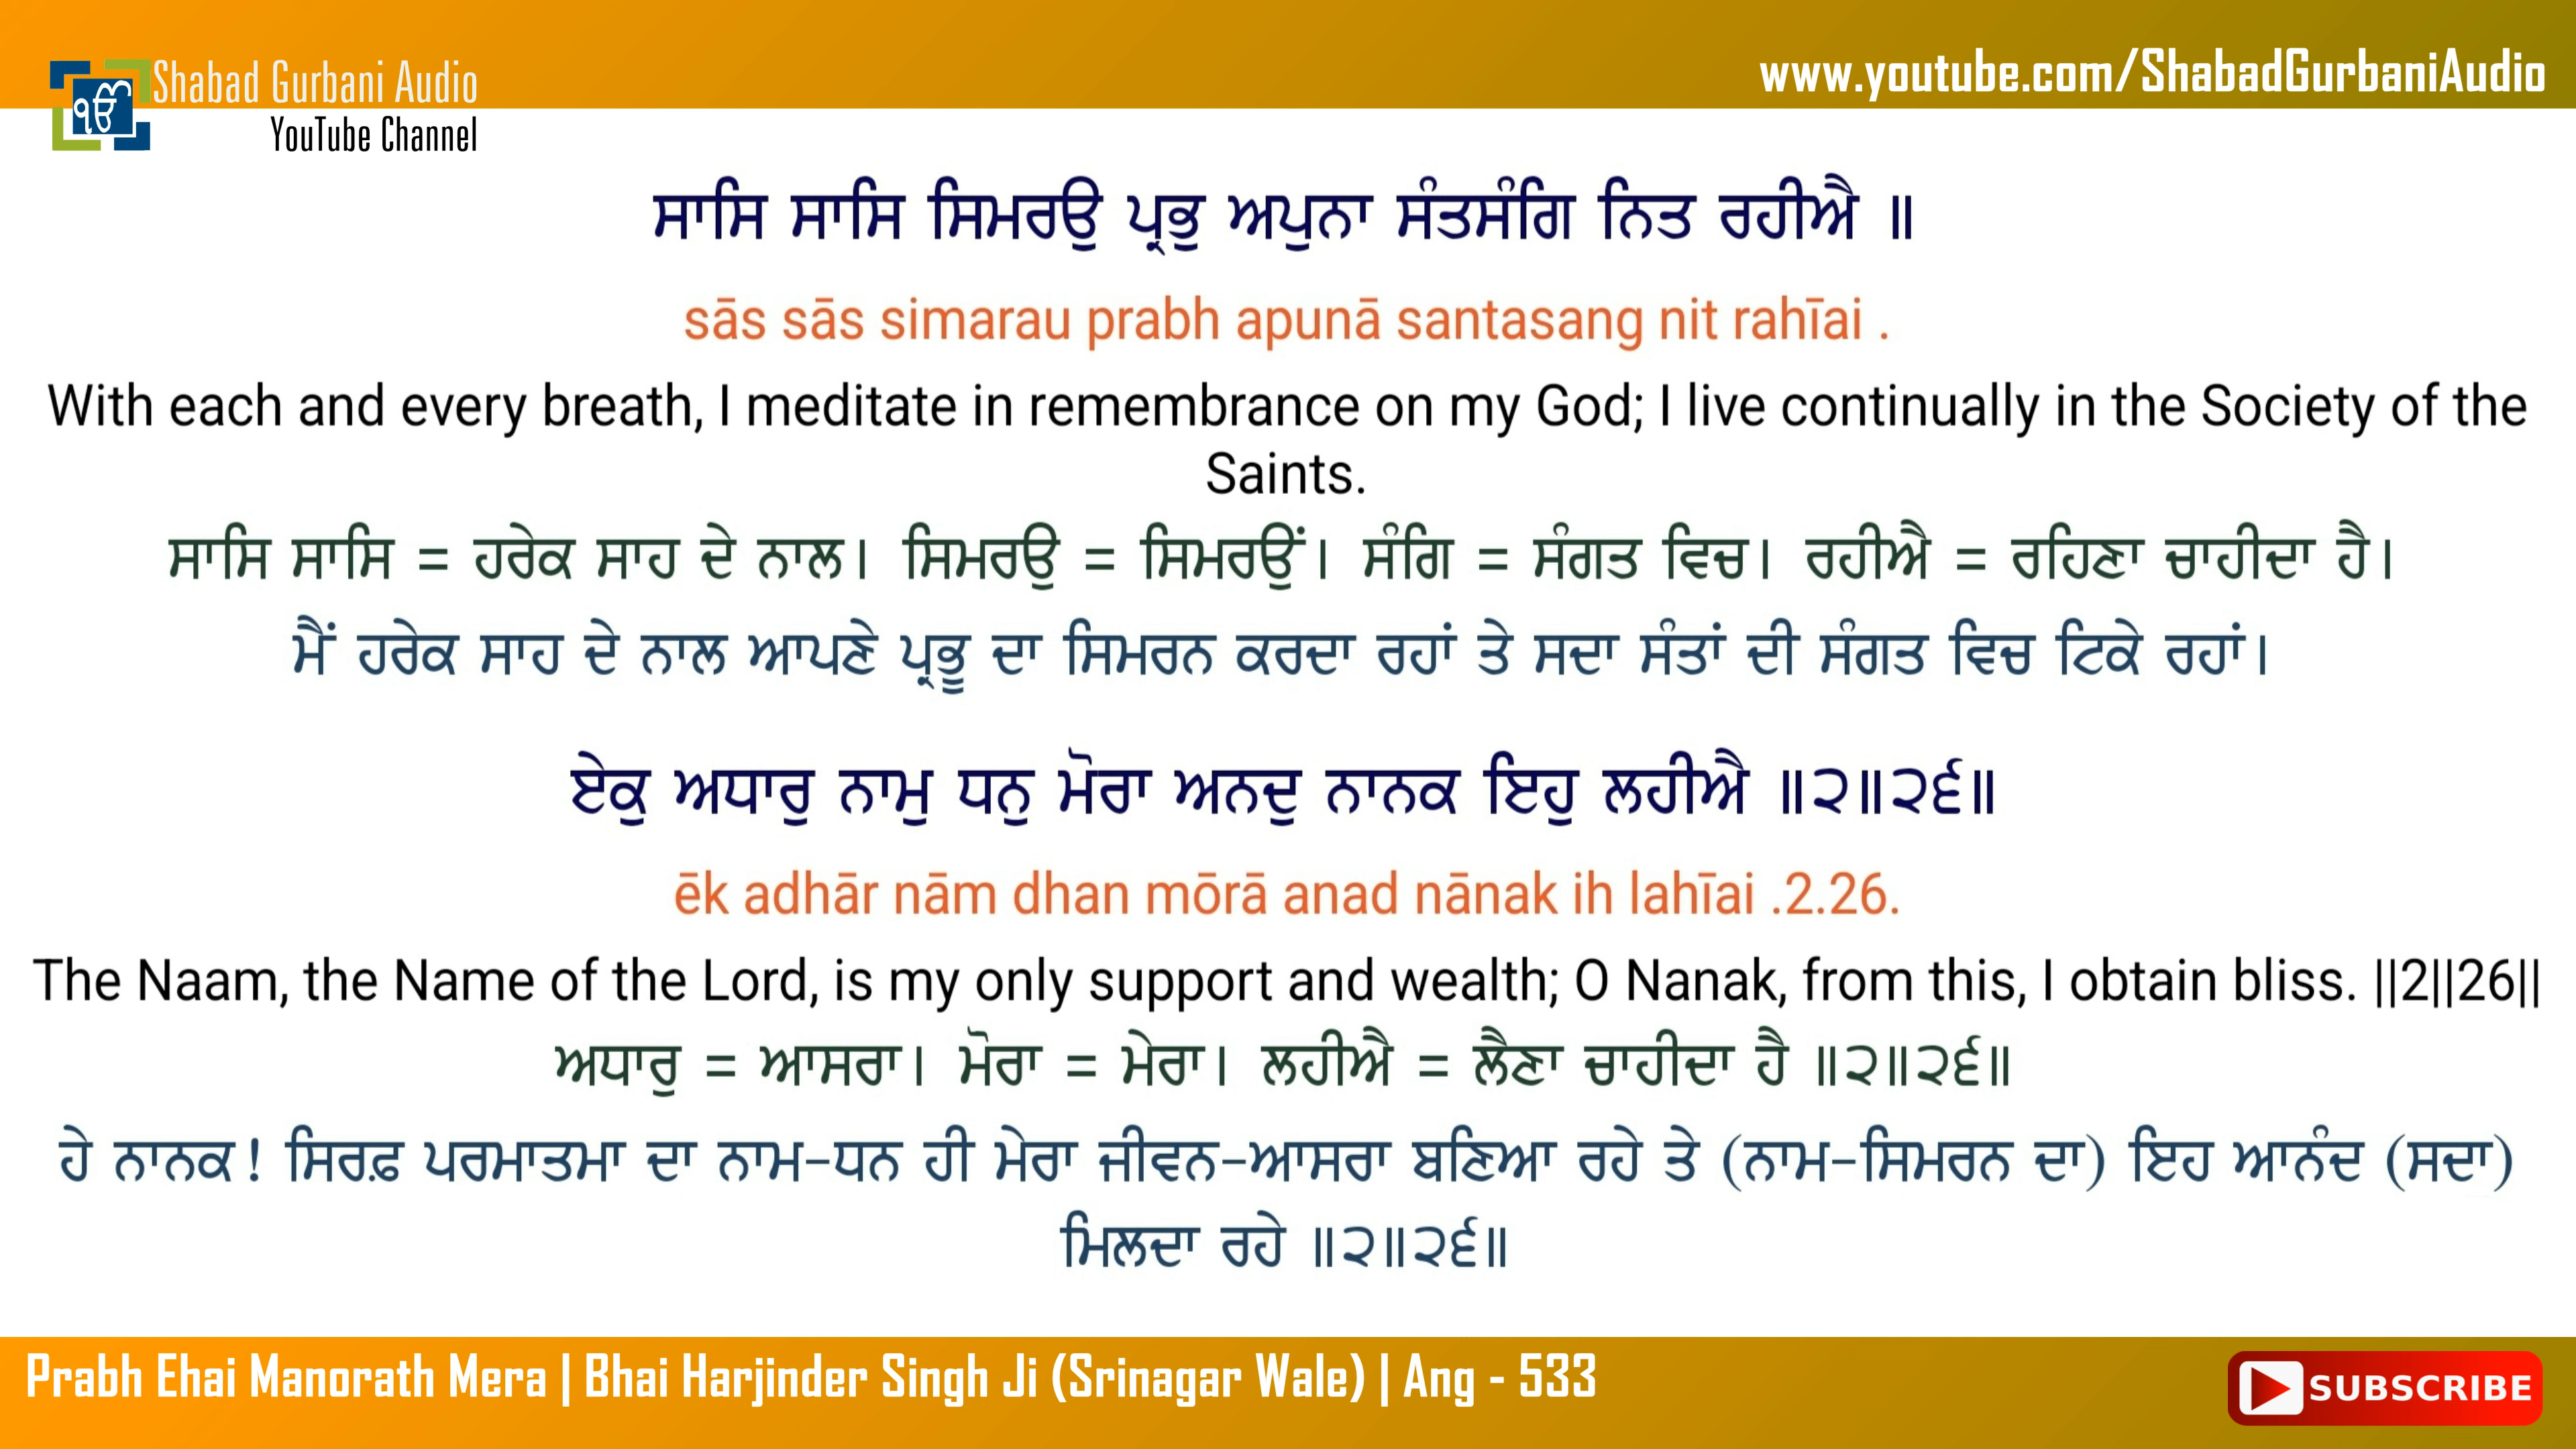 Shabad Gurbani Audio
YouTube Channel
www.youtube.com/ShabadGurbaniAudio
ੴ
ਸਾਸਿ ਸਾਸਿ ਸਿਮਰਉ ਪ੍ਰਭੁ ਅਪੁਨਾ ਸੰਤਸੰਗਿ ਨਿਤ ਰਹੀਐ ॥
sās sās simarau prabh apunā santasang nit rahīai .
With each and every breath, I meditate in remembrance on my God; I live continually in the Society of the
Saints.
ਸਾਸਿ ਸਾਸਿ = ਹਰੇਕ ਸਾਹ ਦੇ ਨਾਲ। ਸਿਮਰਉ = ਸਿਮਰਉਂ। ਸੰਗਿ = ਸੰਗਤ ਵਿਚ। ਰਹੀਐ = ਰਹਿਣਾ ਚਾਹੀਦਾ ਹੈ।
ਮੈਂ ਹਰੇਕ ਸਾਹ ਦੇ ਨਾਲ ਆਪਣੇ ਪ੍ਰਭੂ ਦਾ ਸਿਮਰਨ ਕਰਦਾ ਰਹਾਂ ਤੇ ਸਦਾ ਸੰਤਾਂ ਦੀ ਸੰਗਤ ਵਿਚ ਟਿਕੇ ਰਹਾਂ।
ਏਕੁ ਅਧਾਰੁ ਨਾਮੁ ਧਨੁ ਮੋਰਾ ਅਨਦੁ ਨਾਨਕ ਇਹੁ ਲਹੀਐ ॥੨॥੨੬॥
ēk adhār nām dhan mōrā anad nānak ih lahīai .2.26.
The Naam, the Name of the Lord, is my only support and wealth; O Nanak, from this, I obtain bliss. ||2||26||
ਅਧਾਰੁ = ਆਸਰਾ। ਮੋਰਾ = ਮੇਰਾ। ਲਹੀਐ = ਲੈਣਾ ਚਾਹੀਦਾ ਹੈ ॥੨॥੨੬॥
ਹੇ ਨਾਨਕ! ਸਿਰਫ਼ ਪਰਮਾਤਮਾ ਦਾ ਨਾਮ-ਧਨ ਹੀ ਮੇਰਾ ਜੀਵਨ-ਆਸਰਾ ਬਣਿਆ ਰਹੇ ਤੇ (ਨਾਮ-ਸਿਮਰਨ ਦਾ) ਇਹ ਆਨੰਦ (ਸਦਾ)
ਮਿਲਦਾ ਰਹੇ ॥੨॥੨੬॥
Prabh Ehai Manorath Mera | Bhai Harjinder Singh Ji (Srinagar Wale) | Ang - 533
SUBSCRIBE